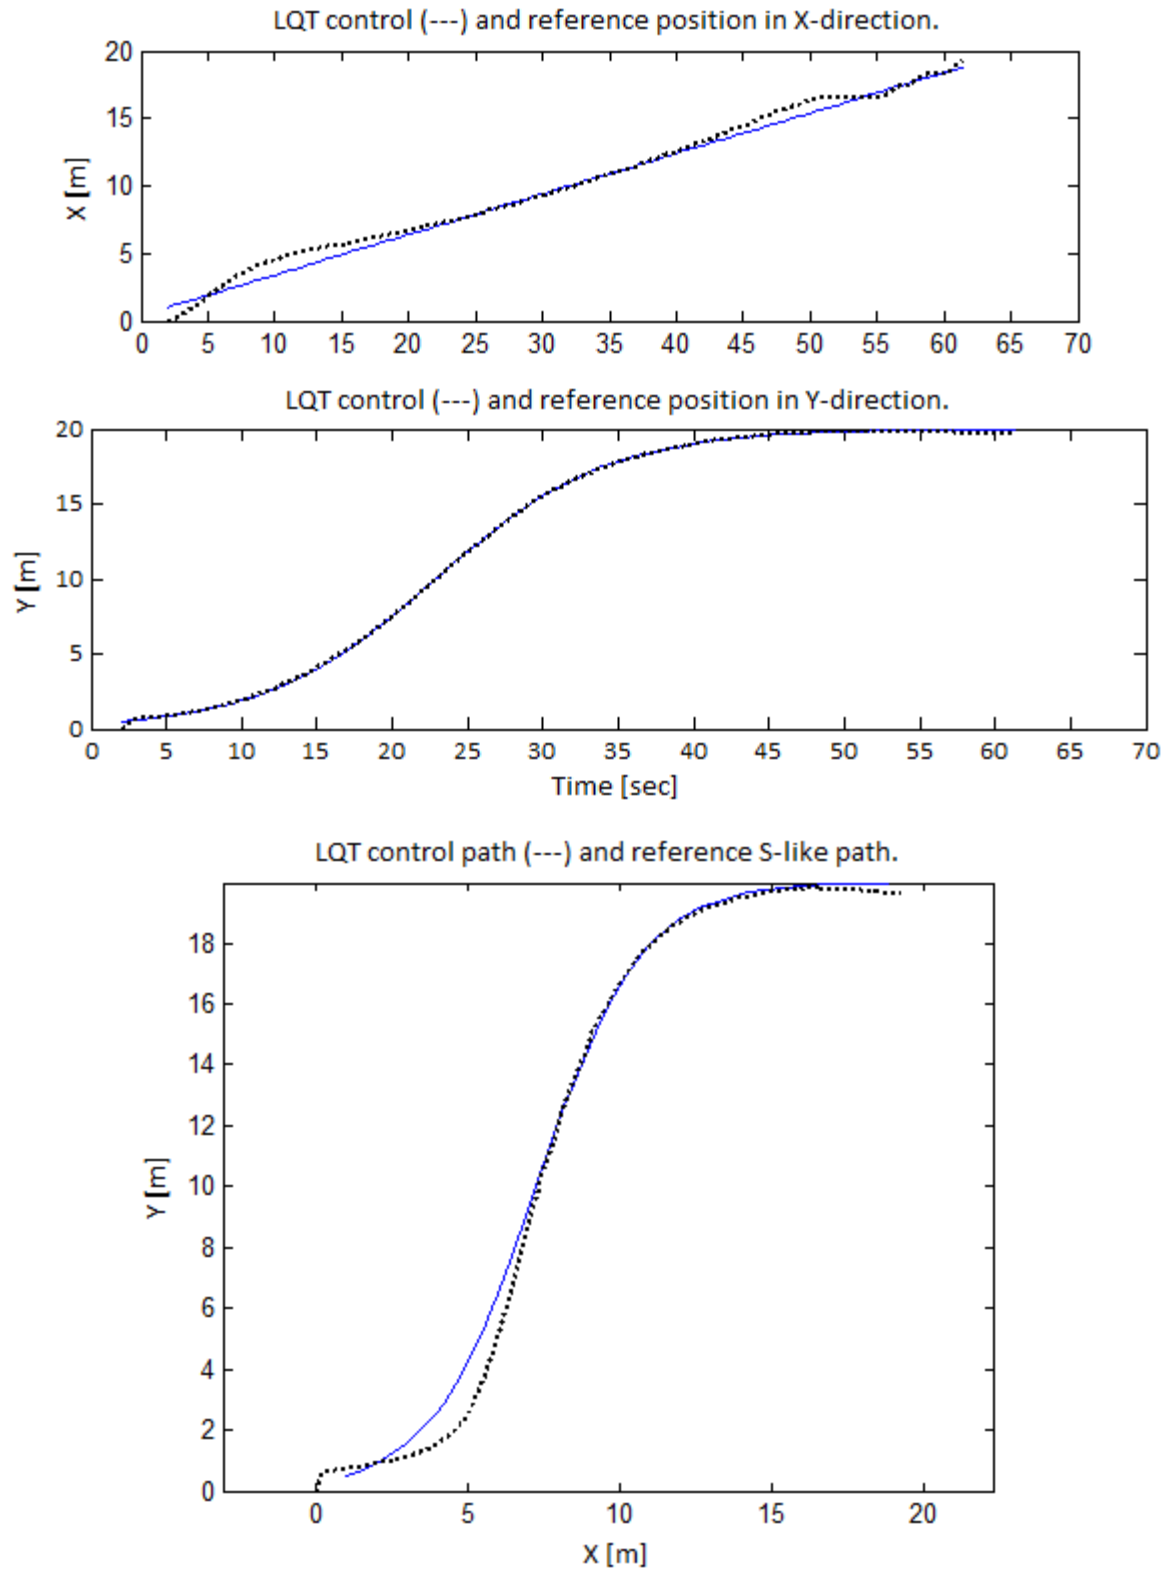 LQT control (---) and reference position in X-direction.
20
15
10
5
0
X [m]
0 5 10 15 20 25 30 35 40 45 50 55 60 65 70
LQT control (---) and reference position in Y-direction.
20
15
10
5
0
Y [m]
0 5 10 15 20 25 30 35 40 45 50 55 60 65 70
Time [sec]
LQT control path (---) and reference S-like path.
18
16
14
12
10
8
6
4
2
0
Y [m]
0 5 10 15 20
X [m]